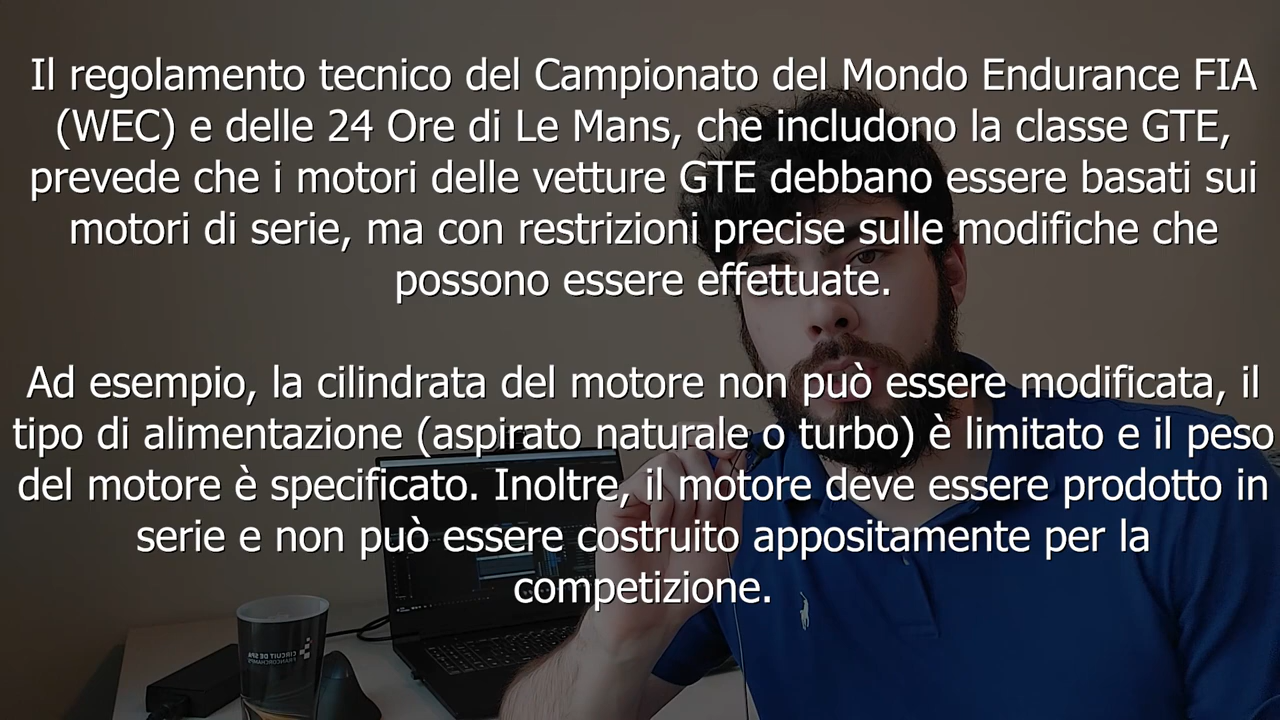 Il regolamento tecnico del Campionato del Mondo Endurance FIA
(WEC) e delle 24 Ore di Le Mans, che includono la classe GTE,
prevede che i motori delle vetture GTE debbano essere basati sui
motori di serie, ma con restrizioni precise sulle modifiche che
possono essere effettuate.
Ad esempio, la cilindrata del motore non può essere modificata, il
tipo di alimentazione (aspirato naturale o turbo) è limitato e il peso
del motore è specificato. Inoltre, il motore deve essere prodotto in
serie e non può essere costruito appositamente per la
competizione.
CIRCUIT DE SPA
FRANCORCHAMPS